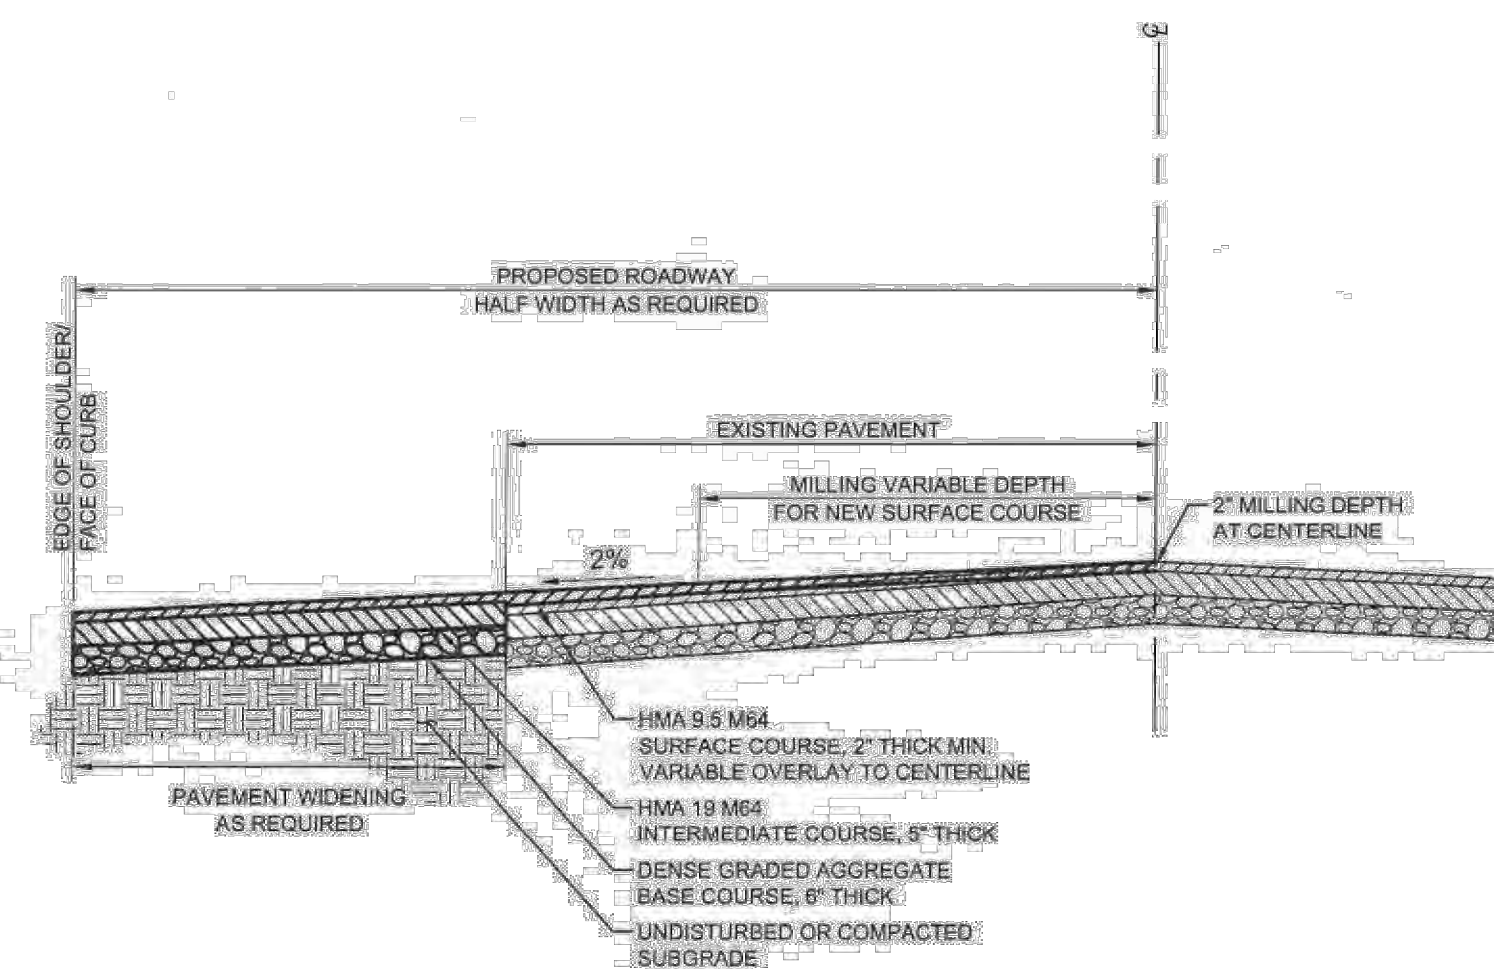 ℄
PROPOSED ROADWAY
HALF WIDTH AS REQUIRED
EDGE OF SHOULDER/
FACE OF CURB
EXISTING PAVEMENT
MILLING VARIABLE DEPTH
FOR NEW SURFACE COURSE
2" MILLING DEPTH
AT CENTERLINE
2%
HMA 9.5 M64
SURFACE COURSE, 2" THICK MIN.
VARIABLE OVERLAY TO CENTERLINE
PAVEMENT WIDENING
AS REQUIRED
HMA 19 M64
INTERMEDIATE COURSE, 5" THICK
DENSE GRADED AGGREGATE
BASE COURSE, 6" THICK
UNDISTURBED OR COMPACTED
SUBGRADE